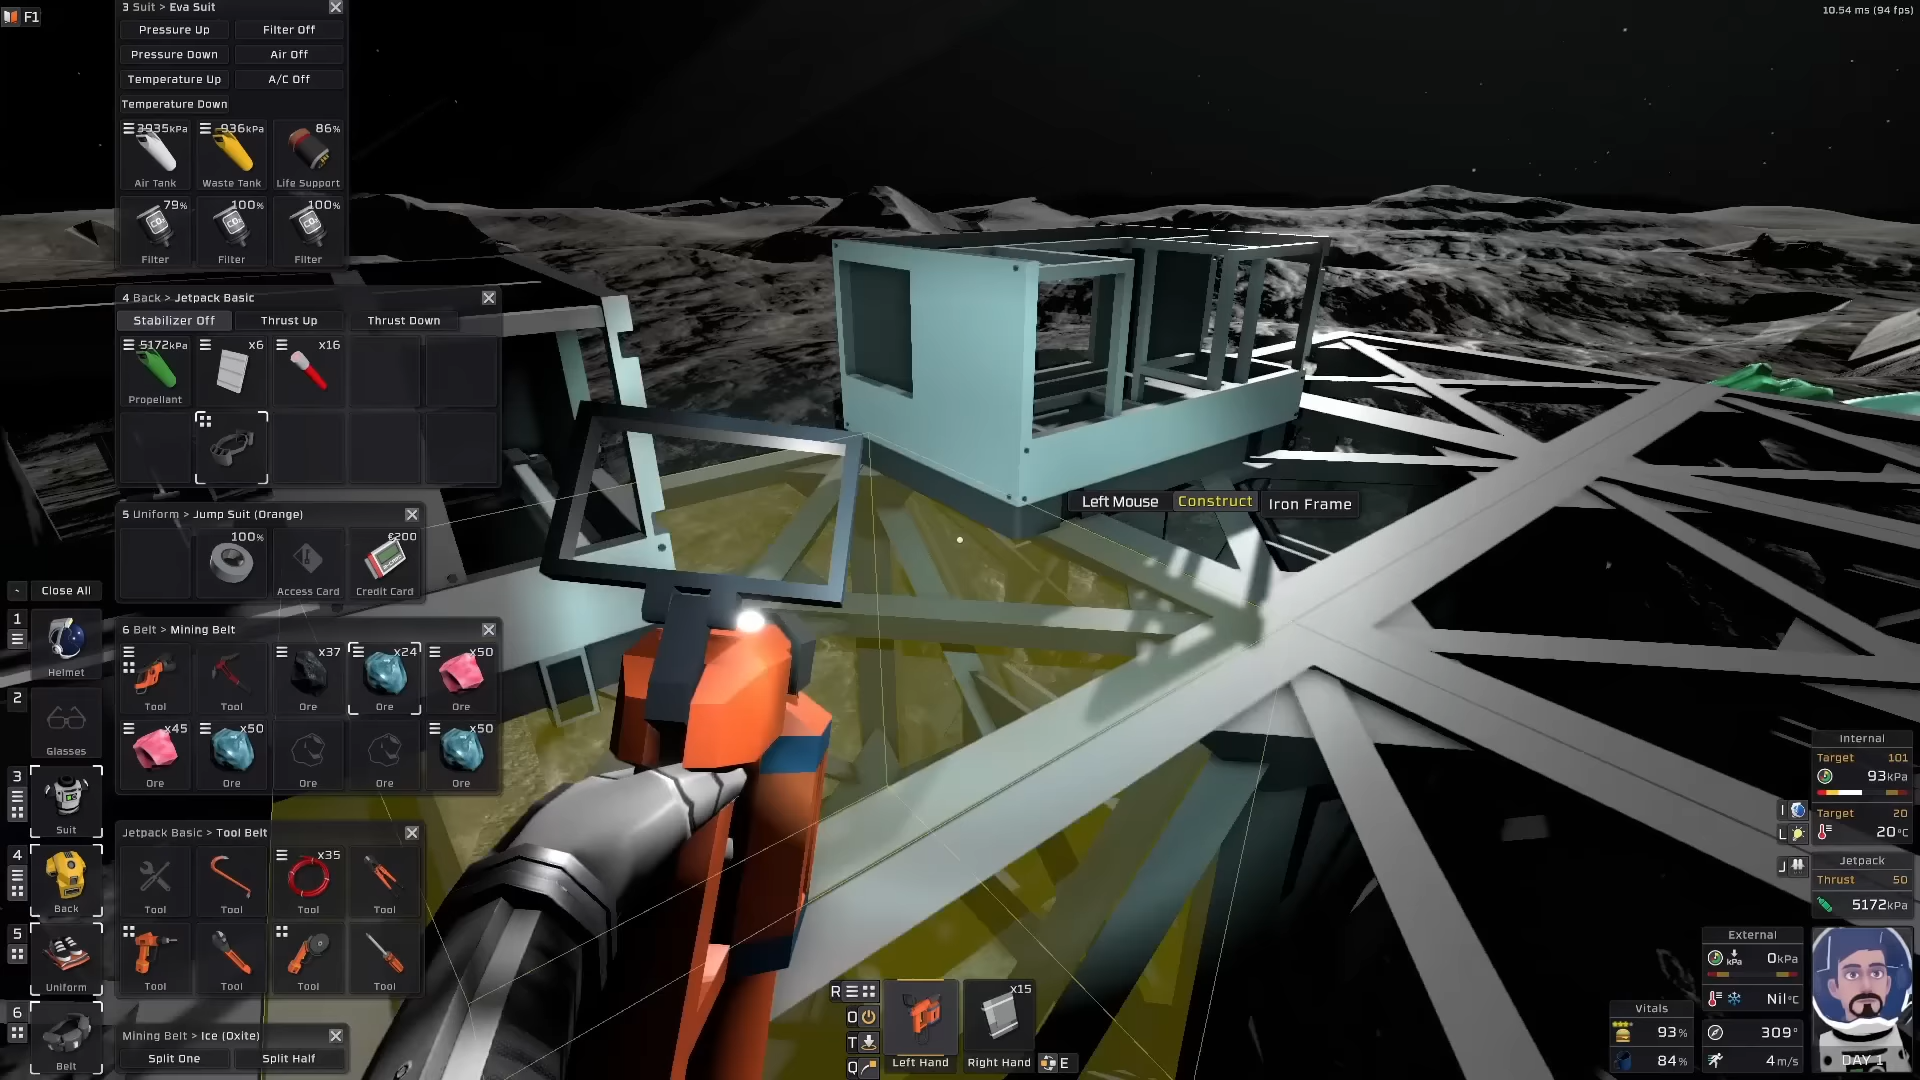 F1
10.54 ms (94 fps)
3 Suit > Eva Suit
Pressure Up
Filter Off
Pressure Down
Air Off
Temperature Up
A/C Off
Temperature Down
3935kPa
936kPa
86%
Air Tank
Waste Tank
Life Support
79%
100%
100%
Filter
Filter
Filter
4 Back > Jetpack Basic
Stabilizer Off
Thrust Up
Thrust Down
5172kPa
x6
x16
Propellant
5 Uniform > Jump Suit (Orange)
100%
€200
Access Card
Credit Card
Left Mouse
Construct
Iron Frame
~ Close All
1
Helmet
2
Glasses
3
Suit
4
Back
5
Uniform
6
Belt
6 Belt > Mining Belt
x37
x24
x50
Tool
Tool
Ore
Ore
Ore
x45
x50
x50
Ore
Ore
Ore
Ore
Ore
Jetpack Basic > Tool Belt
x35
Tool
Tool
Tool
Tool
Tool
Tool
Tool
Tool
Mining Belt > Ice (Oxite)
Split One
Split Half
R
O
T
Q
Left Hand
x15
Right Hand
E
Internal
Target 101
93kPa
Target 20
20°C
I
L
J
Jetpack
Thrust 50
5172kPa
External
kPa
0kPa
Nil°C
Vitals
93%
84%
309°
4m/s
DAY 1